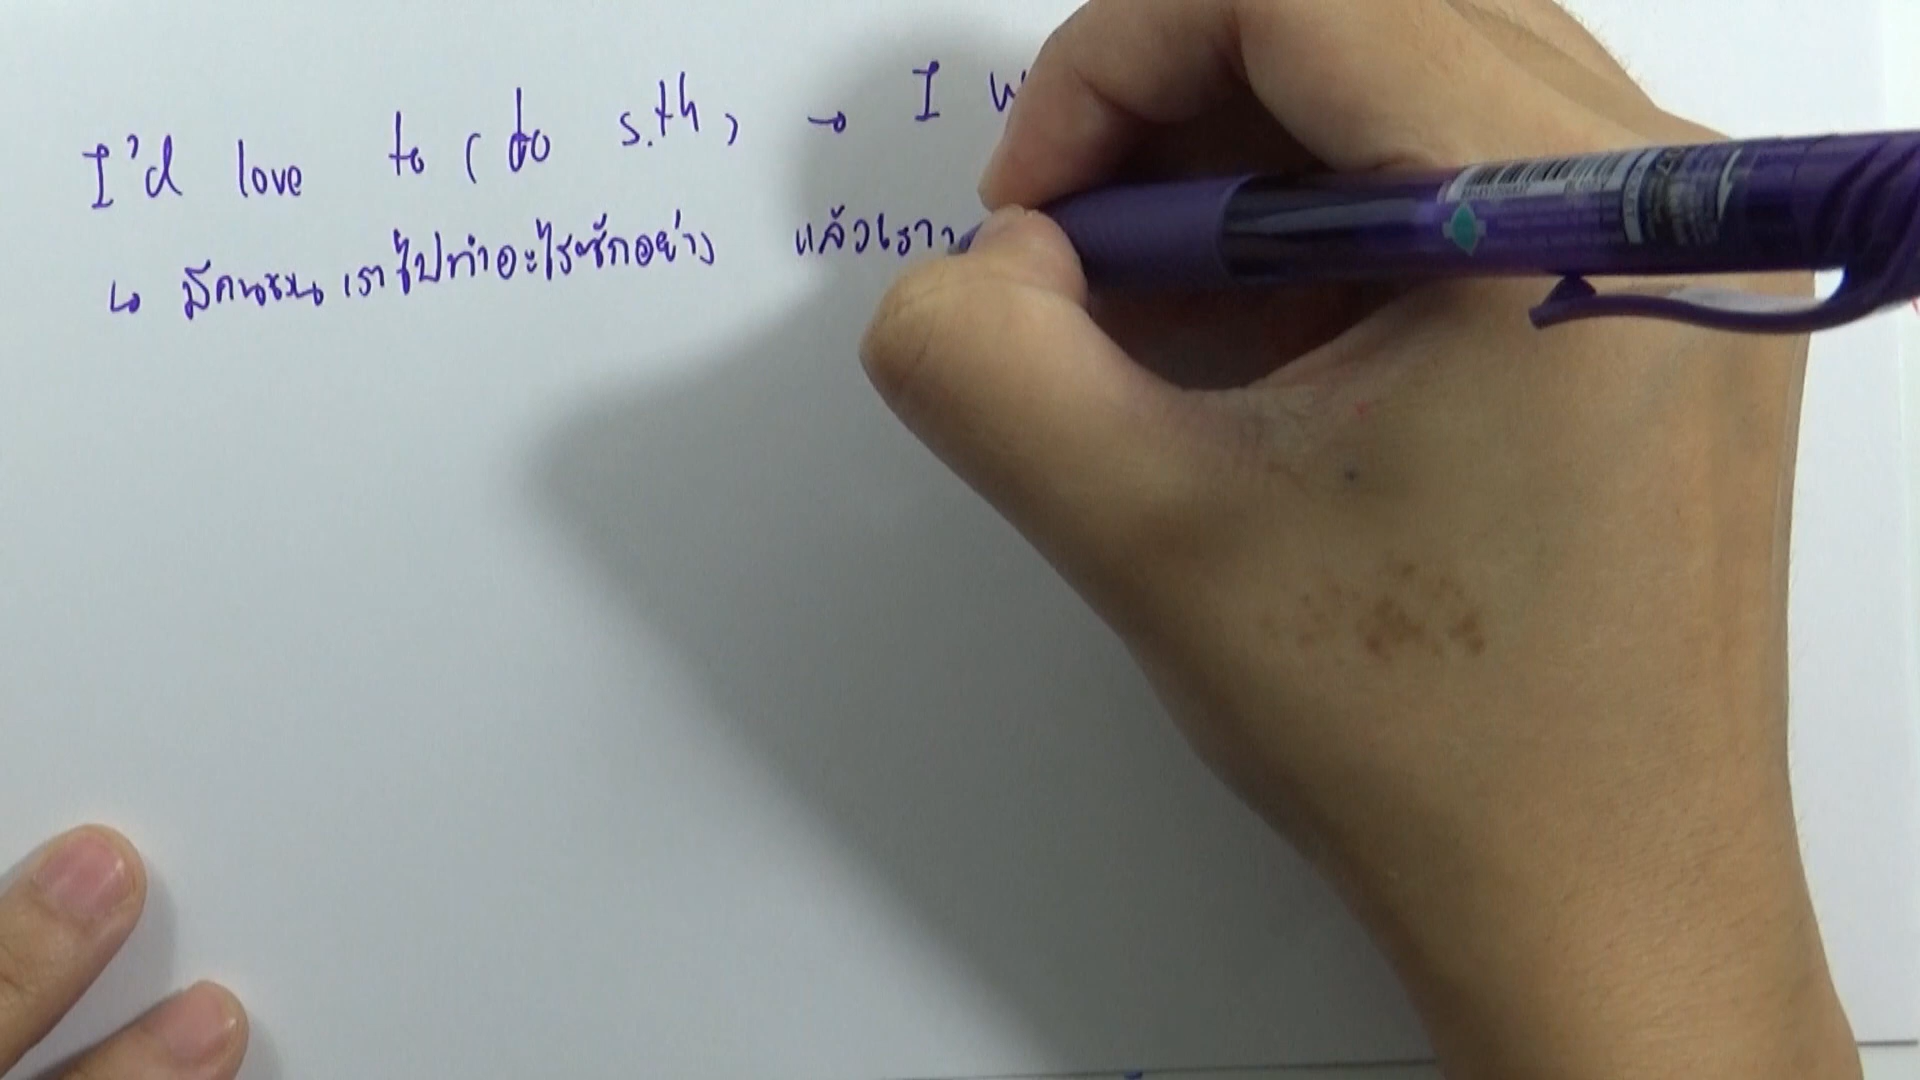 I'd love to ( do s.th ) → I
↳ มีคนชวนเราไปทำอะไรซักอย่าง แล้วเรา